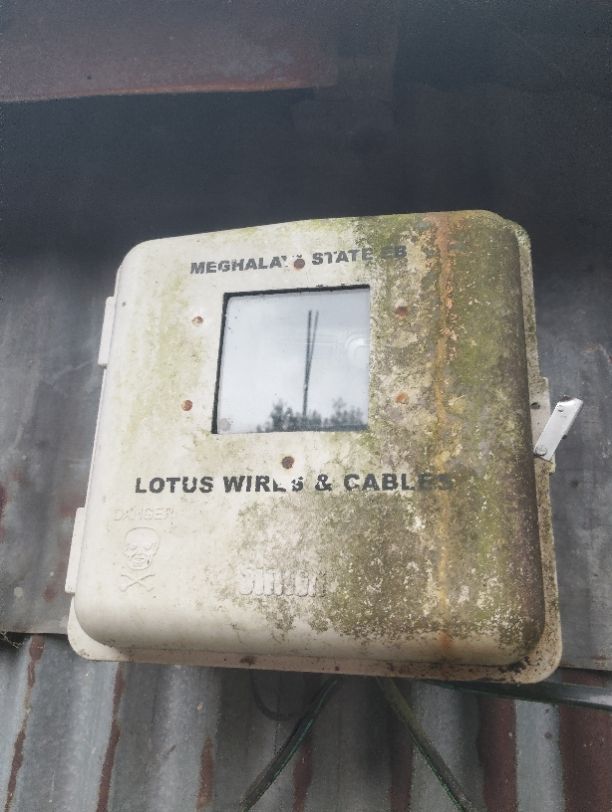 MEGHALAYA STATE EB
LOTUS WIRES & CABLES
DANGER